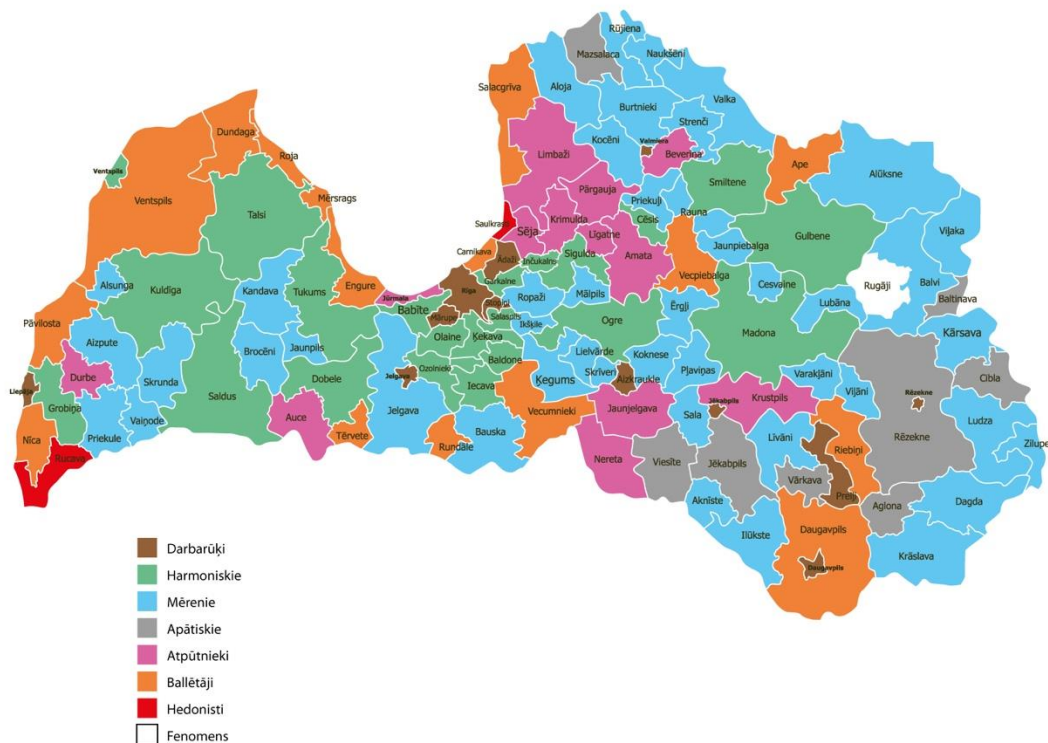 Rūjiena
Mazsalaca
Naukšēni
Salacgrīva
Aloja
Burtnieki
Valka
Strenči
Kocēni
Valmiera
Beverīna
Dundaga
Roja
Limbaži
Ape
Alūksne
Ventspils
Smiltene
Ventspils
Mērsrags
Pārgauja
Priekuļi
Rauna
Talsi
Saulkrasti
Sēja
Krimulda
Cēsis
Līgatne
Gulbene
Viļaka
Jaunpiebalga
Carnikava
Ādaži
Inčukalns
Sigulda
Amata
Vecpiebalga
Alsunga
Kuldīga
Kandava
Tukums
Engure
Garkalne
Rīga
Ropaži
Mālpils
Cesvaine
Rugāji
Balvi
Baltinava
Jūrmala
Babīte
Stopiņi
Salaspils
Mārupe
Ikšķile
Ogre
Ērgļi
Lubāna
Pāvilosta
Aizpute
Brocēni
Jaunpils
Olaine
Ķekava
Madona
Kārsava
Durbe
Skrunda
Dobele
Ozolnieki
Baldone
Lielvārde
Koknese
Jelgava
Iecava
Ķegums
Skrīveri
Aizkraukle
Pļaviņas
Varakļāni
Viļāni
Cibla
Liepāja
Grobiņa
Saldus
Jelgava
Krustpils
Jēkabpils
Rēzekne
Vaiņode
Auce
Vecumnieki
Jaunjelgava
Sala
Ludza
Nīca
Priekule
Tērvete
Rundāle
Bauska
Līvāni
Riebiņi
Rēzekne
Zilupe
Rucava
Nereta
Viesīte
Jēkabpils
Vārkava
Preiļi
Aglona
Dagda
Aknīste
Ilūkste
Daugavpils
Krāslava
Daugavpils
Darbarūķi
Harmoniskie
Mērenie
Apātiskie
Atpūtnieki
Ballētāji
Hedonisti
Fenomens